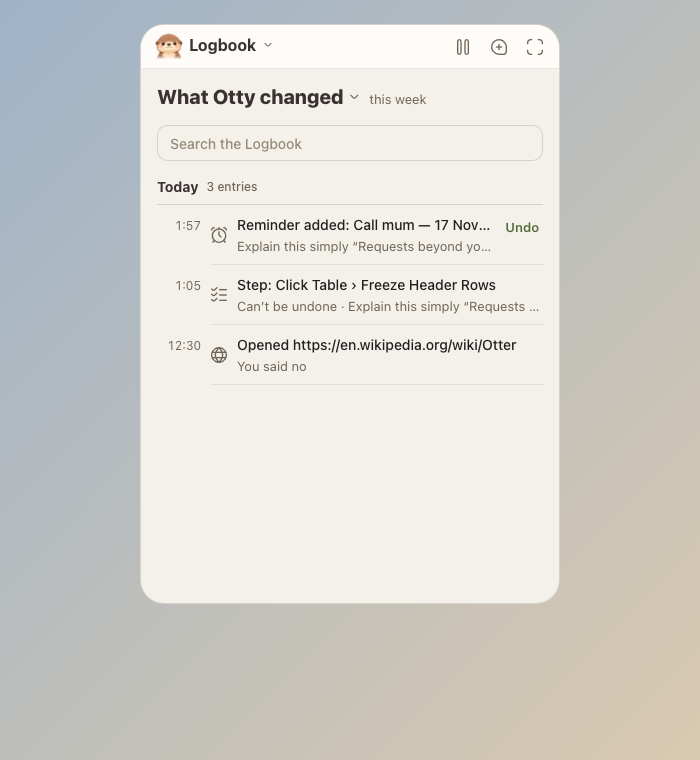 Logbook
What Otty changed this week
Search the Logbook
Today 3 entries
1:57 Reminder added: Call mum — 17 Nov… Undo
Explain this simply “Requests beyond yo…
1:05 Step: Click Table › Freeze Header Rows
Can’t be undone · Explain this simply “Requests …
12:30 Opened https://en.wikipedia.org/wiki/Otter
You said no